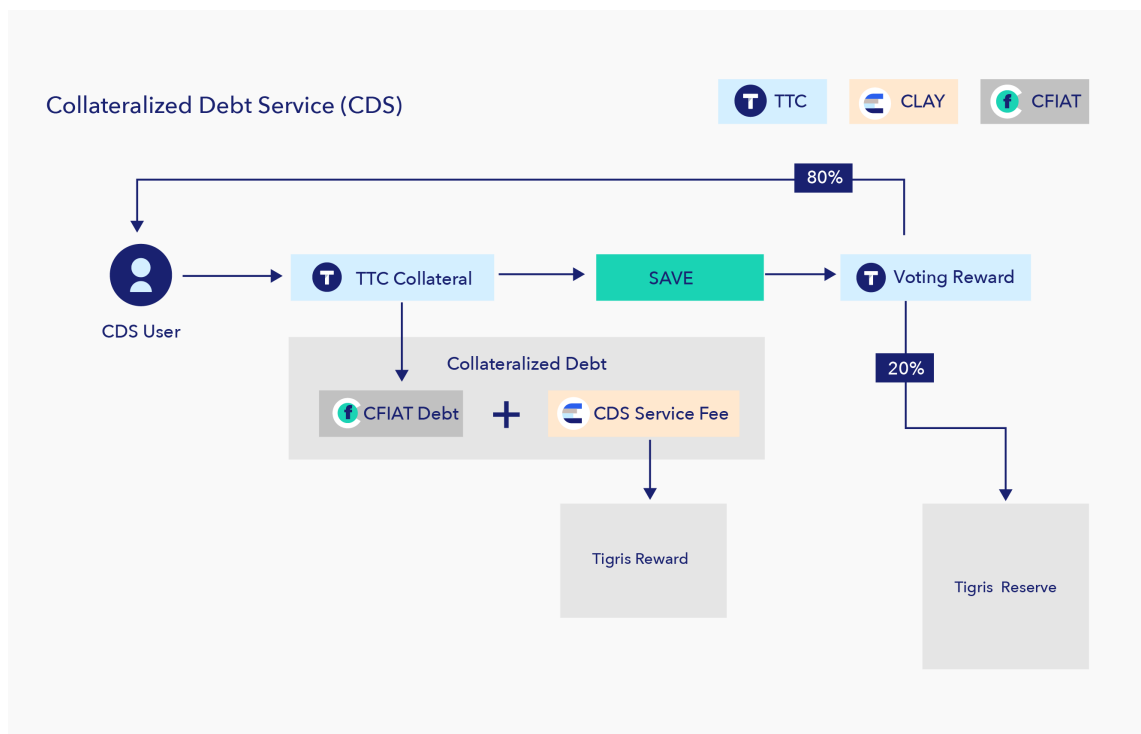 Collateralized Debt Service (CDS)
TTC
CLAY
CFIAT
80%
CDS User
TTC Collateral
SAVE
Voting Reward
20%
Collateralized Debt
CFIAT Debt
+
CDS Service Fee
Tigris Reward
Tigris Reserve